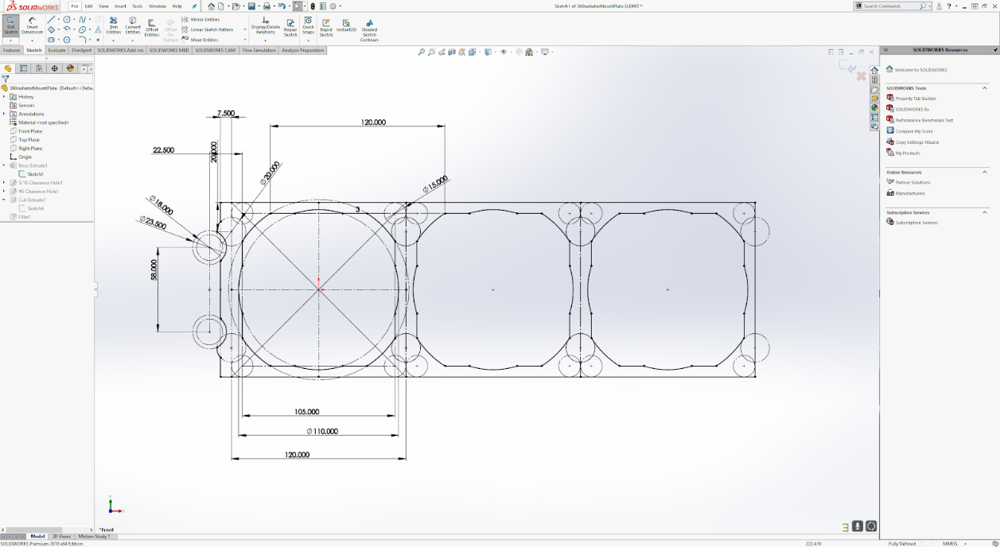 SOLIDWORKS
File Edit View Insert Tools Window Help
Sketch1 of 360radiatorMountPlate.SLDPRT *
Search Commands
Exit Sketch
Smart Dimension
Trim Entities
Convert Entities
Offset Entities
Offset On Surface
Mirror Entities
Linear Sketch Pattern
Move Entities
Display/Delete Relations
Repair Sketch
Quick Snaps
Rapid Sketch
Instant2D
Shaded Sketch Contours
Features Sketch Evaluate DimXpert SOLIDWORKS Add-Ins SOLIDWORKS MBD SOLIDWORKS CAM Flow Simulation Analysis Preparation
360radiatorMountPlate (Default<<Defau
History
Sensors
Annotations
Material <not specified>
Front Plane
Top Plane
Right Plane
Origin
Boss-Extrude1
Sketch1
5/16 Clearance Hole1
#6 Clearance Hole1
Cut-Extrude1
Sketch6
Fillet1
7.500
120.000
22.500
20.000
Ø20.000
Ø15.000
Ø18.000
Ø23.500
3
58.000
105.000
Ø110.000
120.000
*Front
SOLIDWORKS Resources
Welcome to SOLIDWORKS
SOLIDWORKS Tools
Property Tab Builder
SOLIDWORKS Rx
Performance Benchmark Test
Compare My Score
Copy Settings Wizard
My Products
Online Resources
Partner Solutions
Manufacturers
Subscription Services
Subscription Services
Model 3D Views Motion Study 1
SOLIDWORKS Premium 2018 x64 Edition
222.419
Fully Defined
MMGS